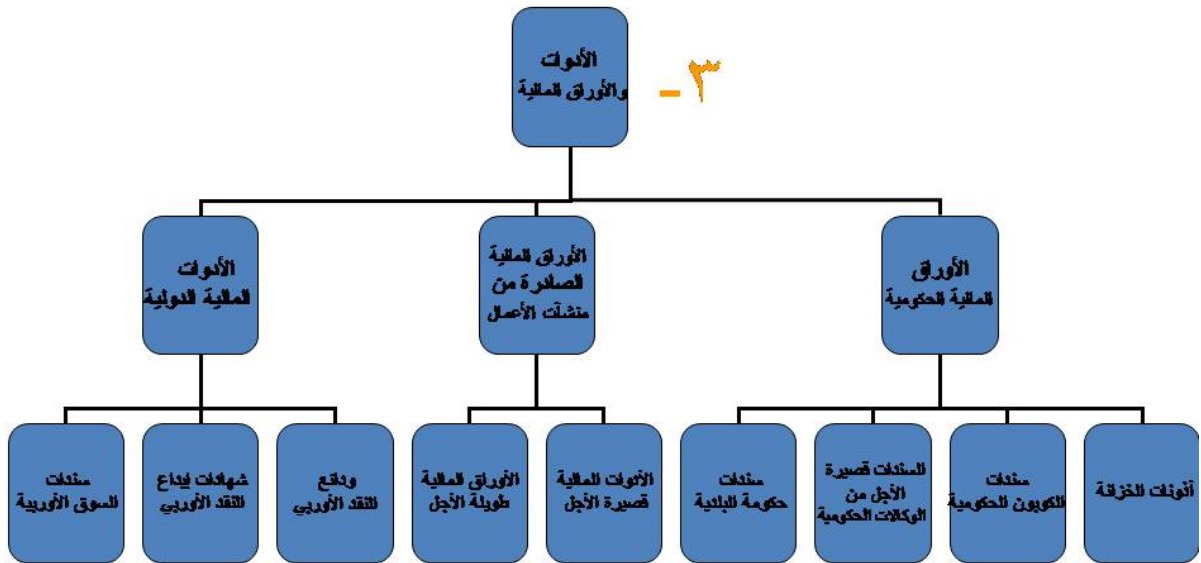 الأدوات
والأوراق المالية
٣-
الأوراق
المالية الحكومية
الأوراق المالية
الصادرة من
منشآت الأعمال
الأدوات
المالية الدولية
أذونات الخزانة
سندات
الكوبون الحكومية
السندات قصيرة
الأجل من
الوكالات الحكومية
سندات
حكومة البلدية
الأدوات المالية
قصيرة الأجل
الأوراق المالية
طويلة الأجل
ودائع
النقد الأوربي
شهادات إيداع
النقد الأوربي
سندات
السوق الأوربية